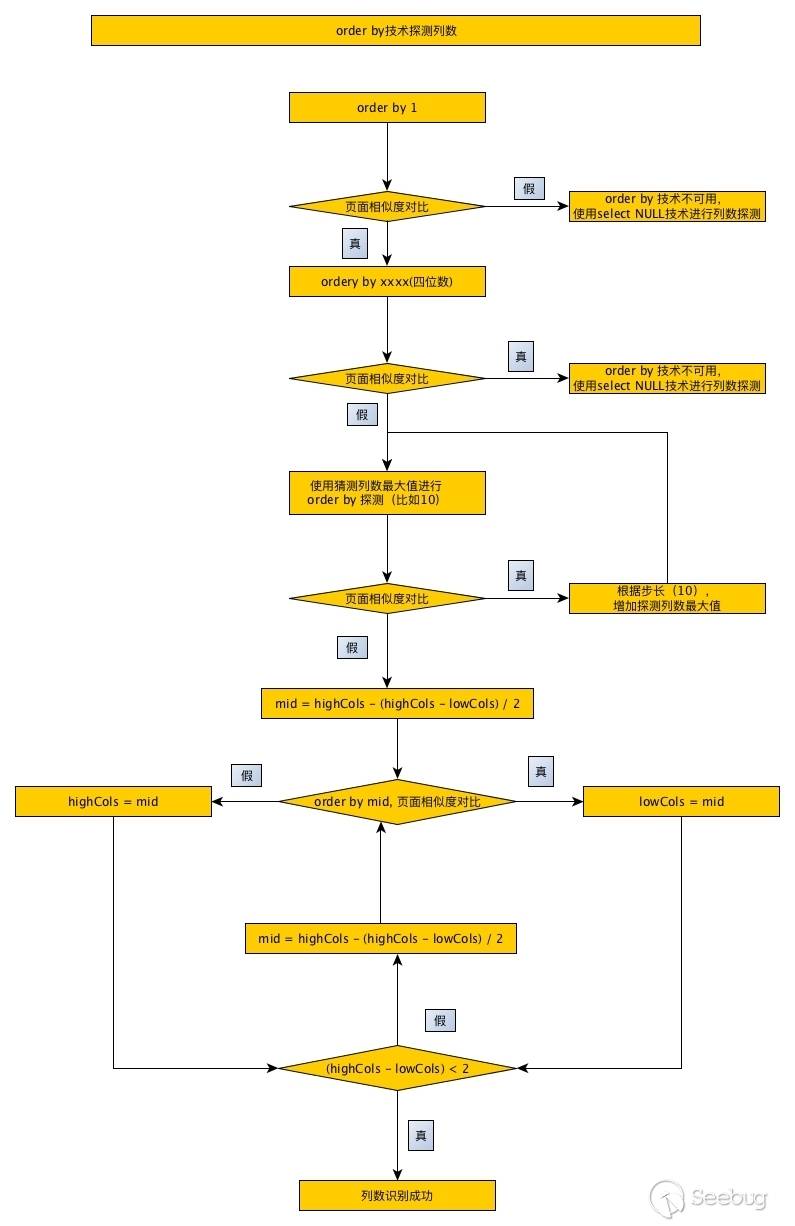 order by技术探测列数
order by 1
页面相似度对比
假
order by 技术不可用，
使用select NULL技术进行列数探测
真
ordery by xxxx(四位数)
页面相似度对比
真
order by 技术不可用，
使用select NULL技术进行列数探测
假
使用猜测列数最大值进行
order by 探测（比如10）
页面相似度对比
真
根据步长（10），
增加探测列数最大值
假
mid = highCols – (highCols – lowCols) / 2
假
真
highCols = mid
order by mid, 页面相似度对比
lowCols = mid
mid = highCols – (highCols – lowCols) / 2
假
(highCols – lowCols) < 2
真
列数识别成功
Seebug